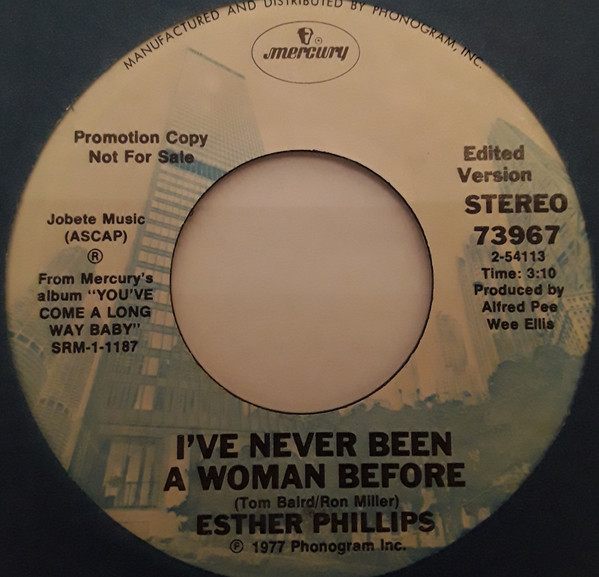 MANUFACTURED AND DISTRIBUTED BY PHONOGRAM, INC.
mercury
Promotion Copy
Not For Sale
Edited
Version
STEREO
73967
2-54113
Time: 3:10
Produced by
Alfred Pee
Wee Ellis
Jobete Music
(ASCAP)
Ⓡ
From Mercury's
album "YOU'VE
COME A LONG
WAY BABY"
SRM-1-1187
I'VE NEVER BEEN
A WOMAN BEFORE
(Tom Baird/Ron Miller)
ESTHER PHILLIPS
℗ 1977 Phonogram Inc.